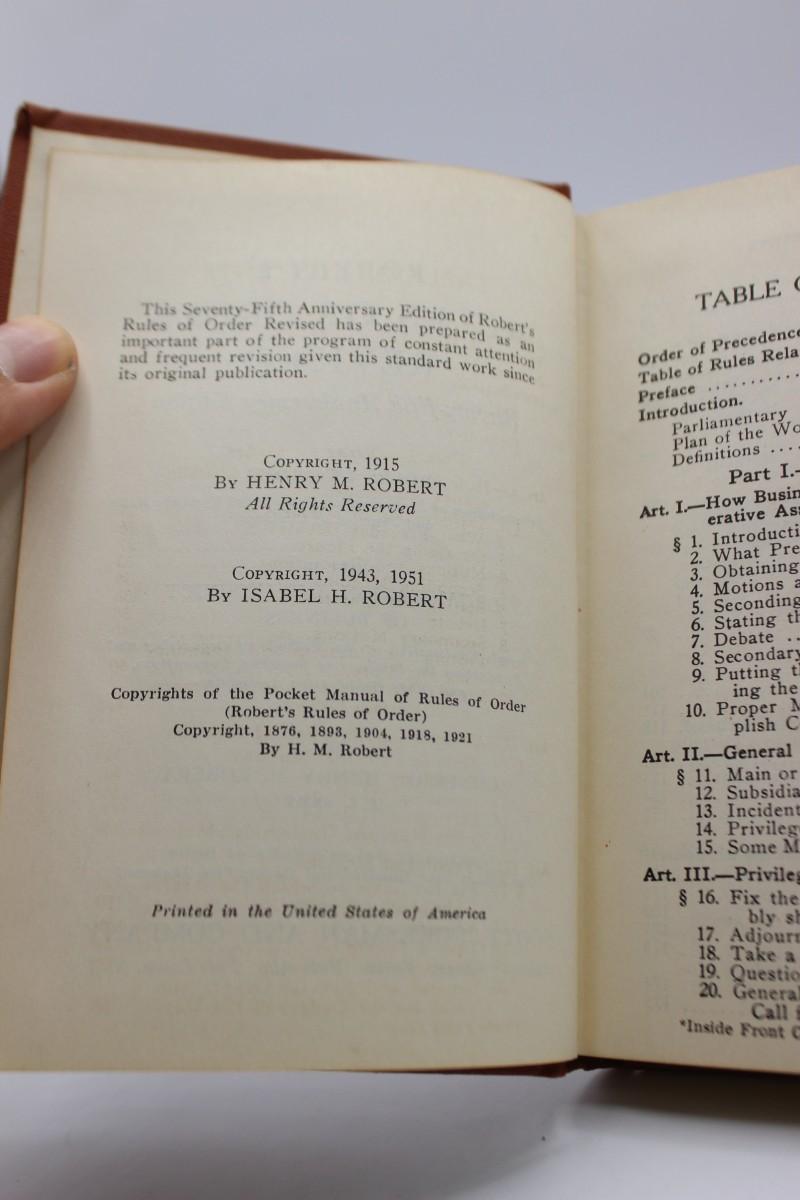 This Seventy-Fifth Anniversary Edition of Robert's
Rules of Order Revised has been prepared as an
important part of the program of constant attention
and frequent revision given this standard work since
its original publication.
COPYRIGHT, 1915
BY HENRY M. ROBERT
All Rights Reserved
COPYRIGHT, 1943, 1951
BY ISABEL H. ROBERT
Copyrights of the Pocket Manual of Rules of Order
(Robert's Rules of Order)
Copyright, 1876, 1893, 1904, 1918, 1921
By H. M. Robert
Printed in the United States of America
TABLE
Order of Precedence
Table of Rules Rela
Preface ..........
Introduction.
Parliamentary
Plan of the Wo
Definitions ....
Part I.—
Art. I.—How Busin
erative Ass
§ 1. Introducti
2. What Pre
3. Obtaining
4. Motions a
5. Seconding
6. Stating th
7. Debate ..
8. Secondary
9. Putting t
ing the
10. Proper M
plish C
Art. II.—General
§ 11. Main or
12. Subsidia
13. Incident
14. Privileg
15. Some M
Art. III.—Privileg
§ 16. Fix the
bly sh
17. Adjourn
18. Take a
19. Questio
20. General
Call f
*Inside Front C